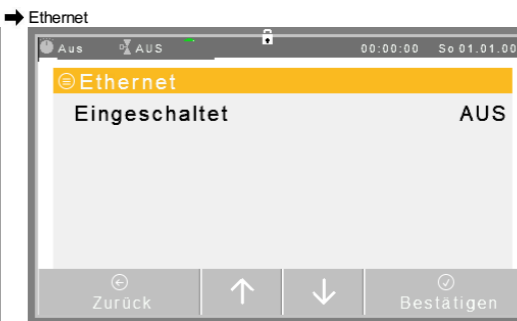 Ethernet
Aus AUS 00:00:00 So 01.01.00
Ethernet
Eingeschaltet AUS
Zurück Bestätigen